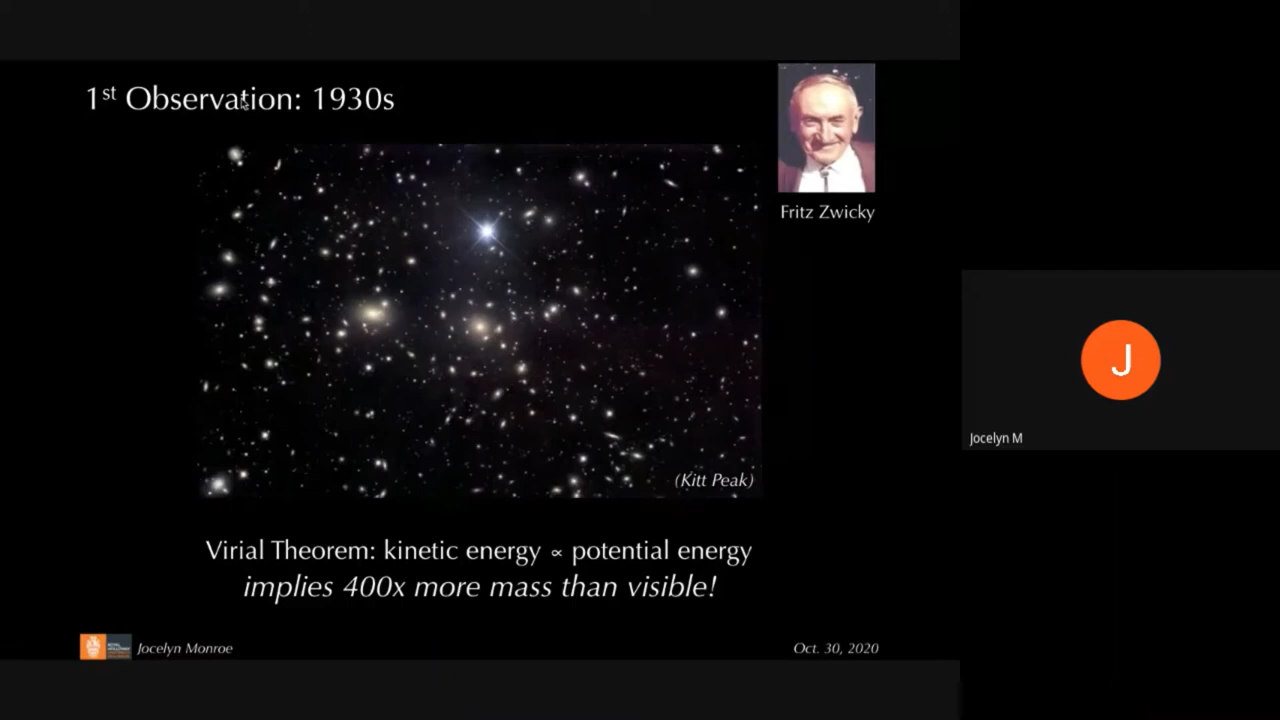 1st Observation: 1930s
Fritz Zwicky
(Kitt Peak)
Virial Theorem: kinetic energy ∝ potential energy
implies 400x more mass than visible!
Jocelyn Monroe
Oct. 30, 2020
J
Jocelyn M